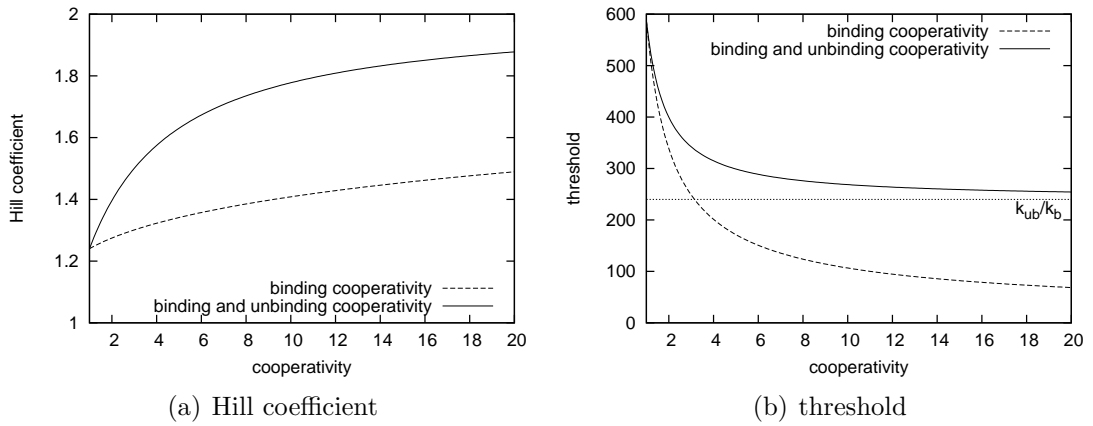 2
1.8
1.6
1.4
1.2
1
Hill coefficient
binding cooperativity
binding and unbinding cooperativity
2 4 6 8 10 12 14 16 18 20
cooperativity
(a) Hill coefficient
600
500
400
300
200
100
0
threshold
binding cooperativity
binding and unbinding cooperativity
k_ub/k_b
2 4 6 8 10 12 14 16 18 20
cooperativity
(b) threshold